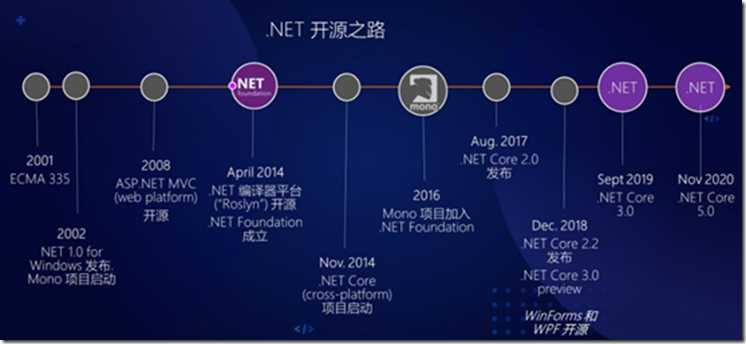 .NET 开源之路
.NET
foundation
mono
.NET
.NET
2001
ECMA 335
2002
.NET 1.0 for
Windows 发布,
Mono 项目启动
2008
ASP.NET MVC
(web platform)
开源
April 2014
.NET 编译器平台
("Roslyn") 开源
.NET Foundation
成立
Nov. 2014
.NET Core
(cross-platform)
项目启动
2016
Mono 项目加入
.NET Foundation
Aug. 2017
.NET Core 2.0
发布
Dec. 2018
.NET Core 2.2
发布
.NET Core 3.0
preview
WinForms 和
WPF 开源
Sept 2019
.NET Core
3.0
Nov 2020
.NET Core
5.0
</>
</>